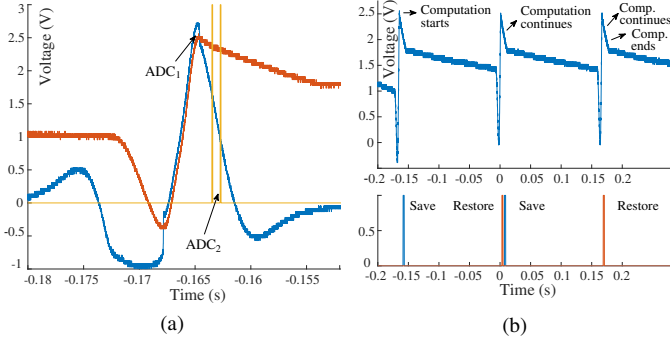 Voltage (V)
3
2.5
2
1.5
1
0.5
0
-0.5
-1
ADC1
ADC2
-0.18
-0.175
-0.17
-0.165
-0.16
-0.155
Time (s)
(a)
Voltage (V)
2.5
2
1.5
1
0.5
0
Computation
starts
Computation
continues
Comp.
continues
Comp.
ends
-0.2 -0.15 -0.1 -0.05 0 0.05 0.1 0.15 0.2
0.5
0
Save
Restore
Save
Restore
-0.2 -0.15 -0.1 -0.05 0 0.05 0.1 0.15 0.2
Time (s)
(b)